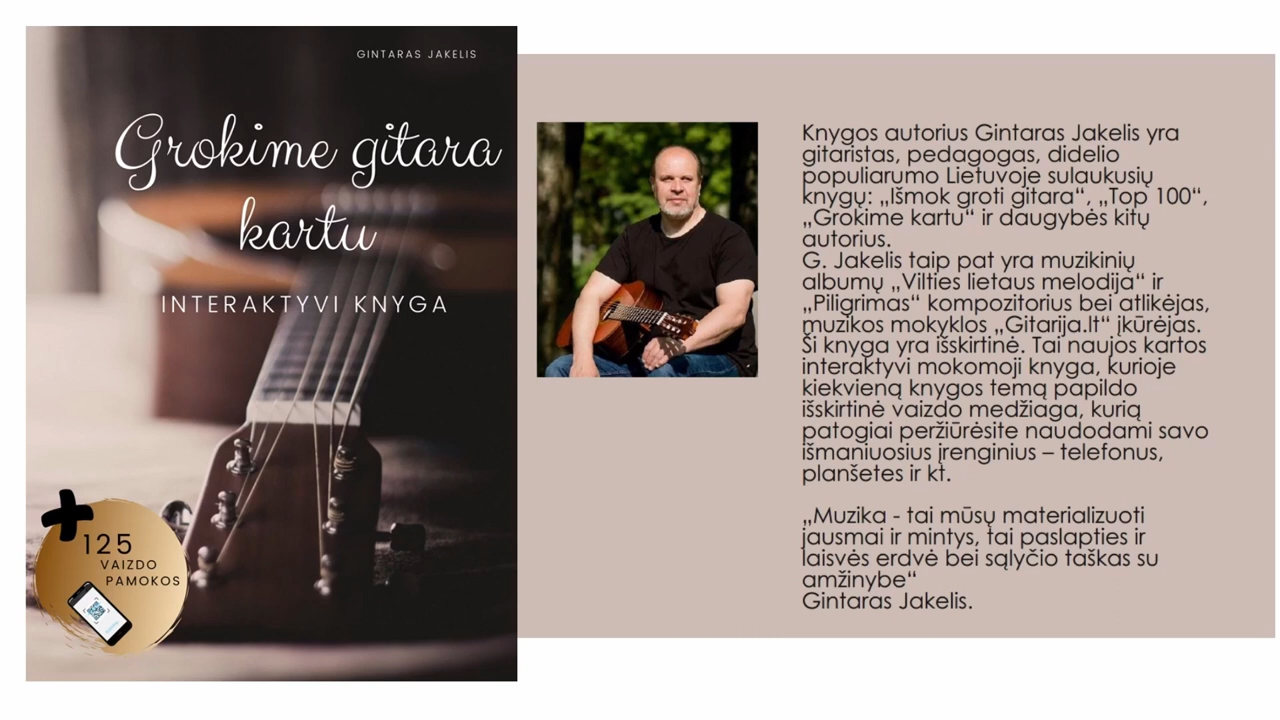 GINTARAS JAKELIS
Grokime gitara
kartu
INTERAKTYVI KNYGA
125
VAIZDO
PAMOKOS
Knygos autorius Gintaras Jakelis yra
gitaristas, pedagogas, didelio
populiarumo Lietuvoje sulaukusių
knygų: „Išmok groti gitara“, „Top 100“,
„Grokime kartu“ ir daugybės kitų
autorius.
G. Jakelis taip pat yra muzikinių
albumų „Vilties lietaus melodija“ ir
„Piligrimas“ kompozitorius bei atlikėjas,
muzikos mokyklos „Gitarija.lt“ įkūrėjas.
Ši knyga yra išskirtinė. Tai naujos kartos
interaktyvi mokomoji knyga, kurioje
kiekvieną knygos temą papildo
išskirtinė vaizdo medžiaga, kurią
patogiai peržiūrėsite naudodami savo
išmaniuosius įrenginius – telefonus,
planšetes ir kt.
„Muzika - tai mūsų materializuoti
jausmai ir mintys, tai paslapties ir
laisvės erdvė bei sąlyčio taškas su
amžinybe“
Gintaras Jakelis.